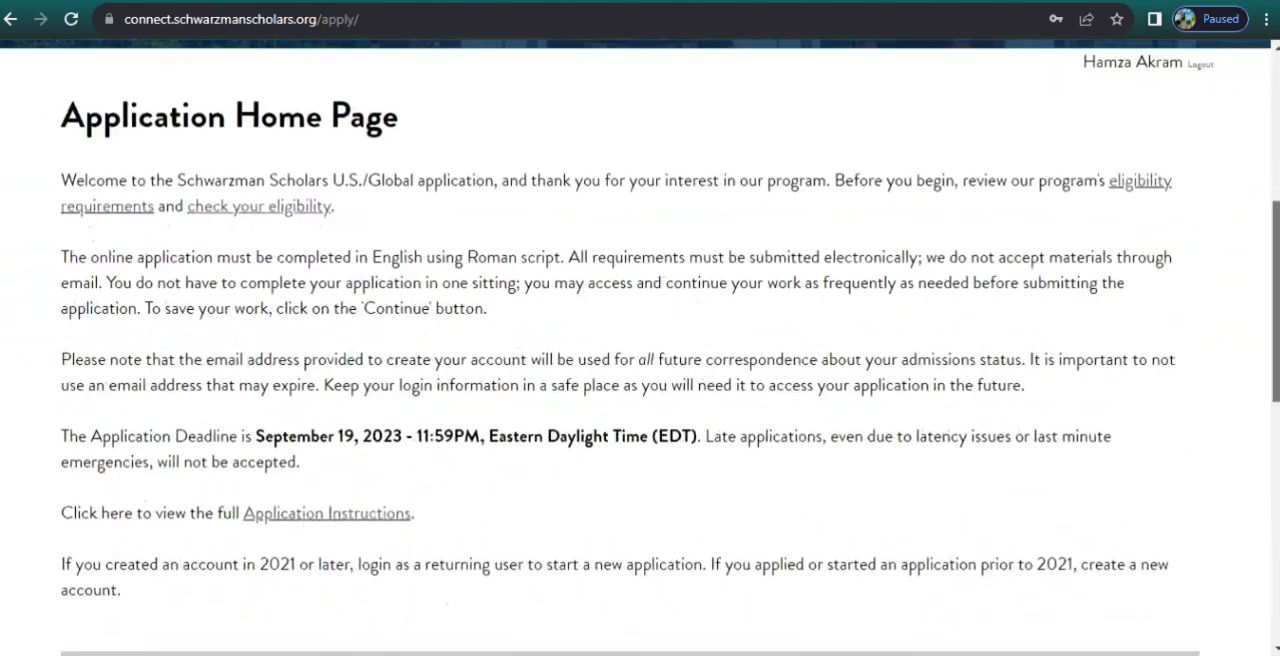 connect.schwarzmanscholars.org/apply/
Paused
Hamza Akram Logout
Application Home Page
Welcome to the Schwarzman Scholars U.S./Global application, and thank you for your interest in our program. Before you begin, review our program's eligibility
requirements and check your eligibility.
The online application must be completed in English using Roman script. All requirements must be submitted electronically; we do not accept materials through
email. You do not have to complete your application in one sitting; you may access and continue your work as frequently as needed before submitting the
application. To save your work, click on the 'Continue' button.
Please note that the email address provided to create your account will be used for all future correspondence about your admissions status. It is important to not
use an email address that may expire. Keep your login information in a safe place as you will need it to access your application in the future.
The Application Deadline is September 19, 2023 - 11:59PM, Eastern Daylight Time (EDT). Late applications, even due to latency issues or last minute
emergencies, will not be accepted.
Click here to view the full Application Instructions.
If you created an account in 2021 or later, login as a returning user to start a new application. If you applied or started an application prior to 2021, create a new
account.